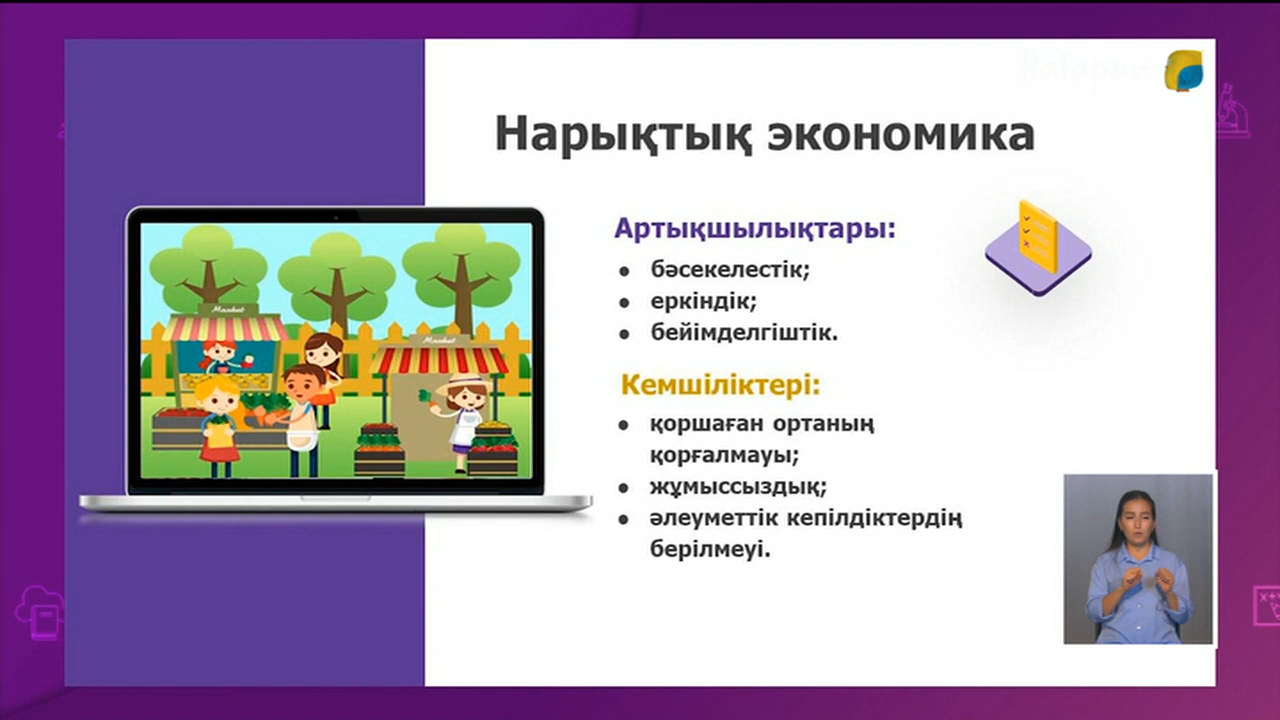 Balapan
Нарықтық экономика
Артықшылықтары:
• бәсекелестік;
• еркіндік;
• бейімделгіштік.
Кемшіліктері:
• қоршаған ортаның
қорғалмауы;
• жұмыссыздық;
• әлеуметтік кепілдіктердің
берілмеуі.
Market
Market